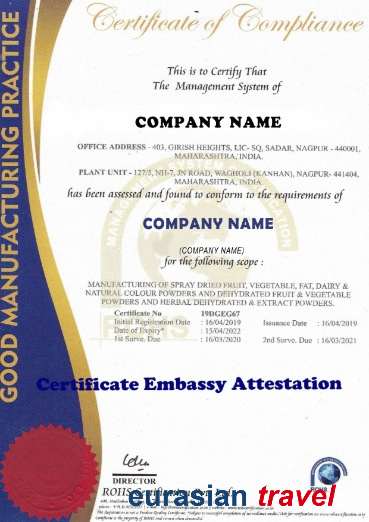 Certificate of Compliance
GOOD MANUFACTURING PRACTICE
This is to Certify That
The Management System of
COMPANY NAME
OFFICE ADDRESS - 403, GIRISH HEIGHTS, LIC- SQ, SADAR, NAGPUR - 440001,
MAHARASHTRA, INDIA.
PLANT UNIT - 127/5, NH-7, JN ROAD, WAGHOLI (KANHAN), NAGPUR- 441404,
MAHARASHTRA, INDIA
has been assessed and found to conform to the requirements of
COMPANY NAME
(COMPANY NAME)
for the following scope :
MANUFACTURING OF SPRAY DRIED FRUIT, VEGETABLE, FAT, DAIRY &
NATURAL COLOUR POWDERS AND DEHYDRATED FRUIT & VEGETABLE
POWDERS AND HERBAL DEHYDRATED & EXTRACT POWDERS.
Certificate No : 19DGEG67
Initial Registration Date : 16/04/2019 Issuance Date : 16/04/2019
Date of Expiry* : 15/04/2022
1st Surve. Due : 16/03/2020 2nd Surve. Due : 16/03/2021
Certificate Embassy Attestation
DIRECTOR
ROHS
eurasian travel